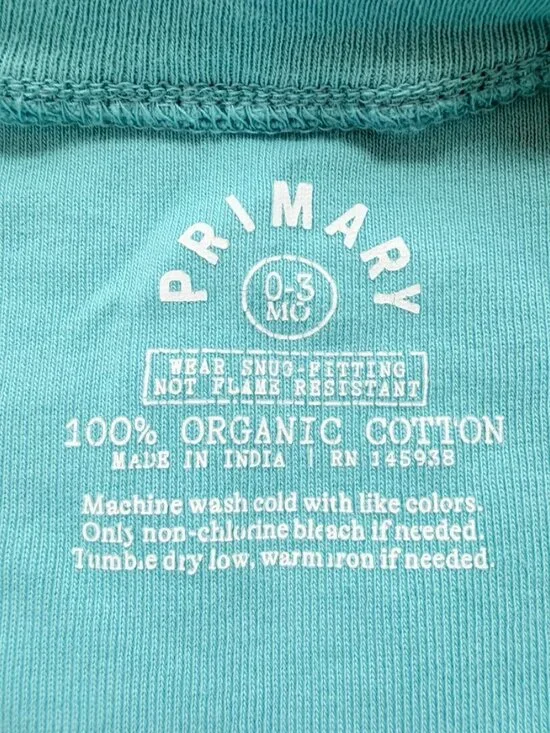 PRIMARY
0-3
MO
WEAR SNUG-FITTING
NOT FLAME RESISTANT
100% ORGANIC COTTON
MADE IN INDIA | RN 145938
Machine wash cold with like colors.
Only non-chlorine bleach if needed.
Tumble dry low, warm iron if needed.